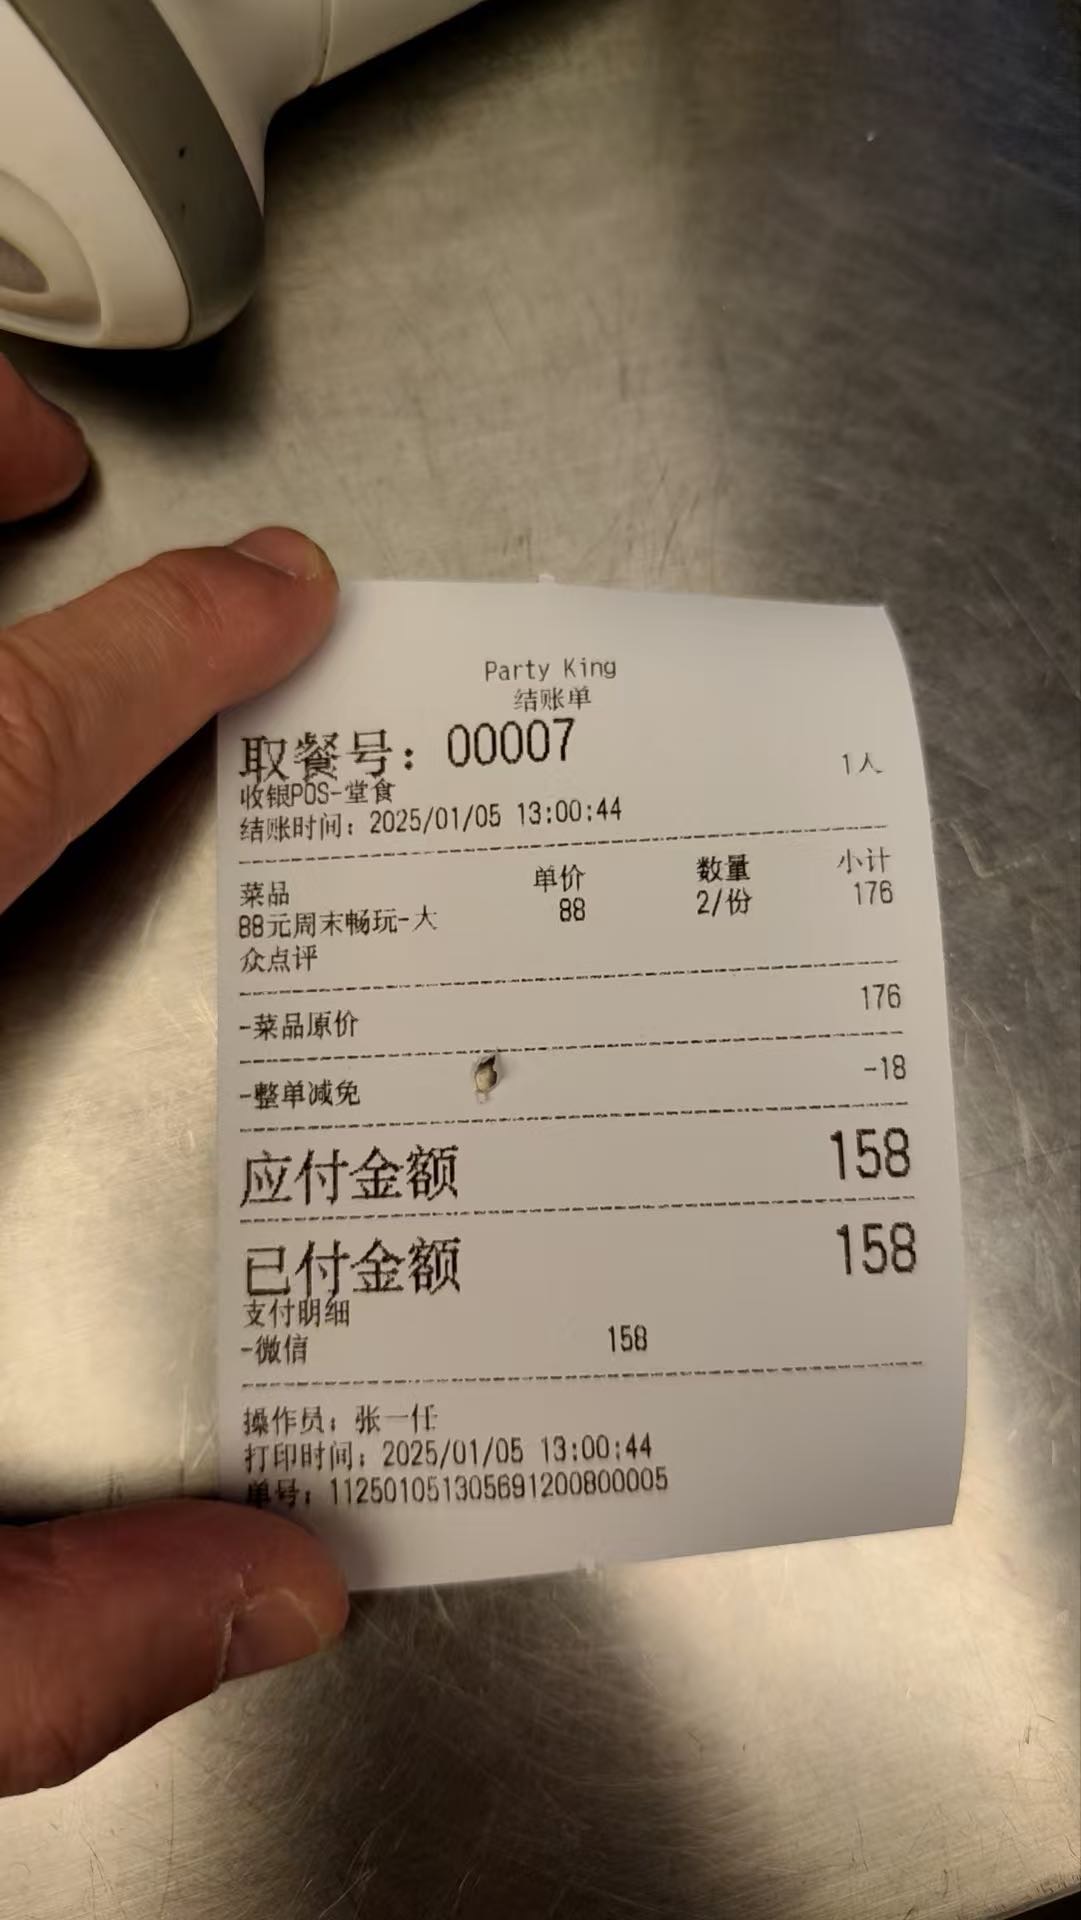 Party King
结账单
取餐号：00007
1人
收银POS-堂食
结账时间：2025/01/05 13:00:44
菜品 单价 数量 小计
88元周末畅玩-大 88 2/份 176
众点评
-菜品原价 176
-整单减免 -18
应付金额 158
已付金额 158
支付明细
-微信 158
操作员：张一任
打印时间：2025/01/05 13:00:44
单号：11250105130569120080005